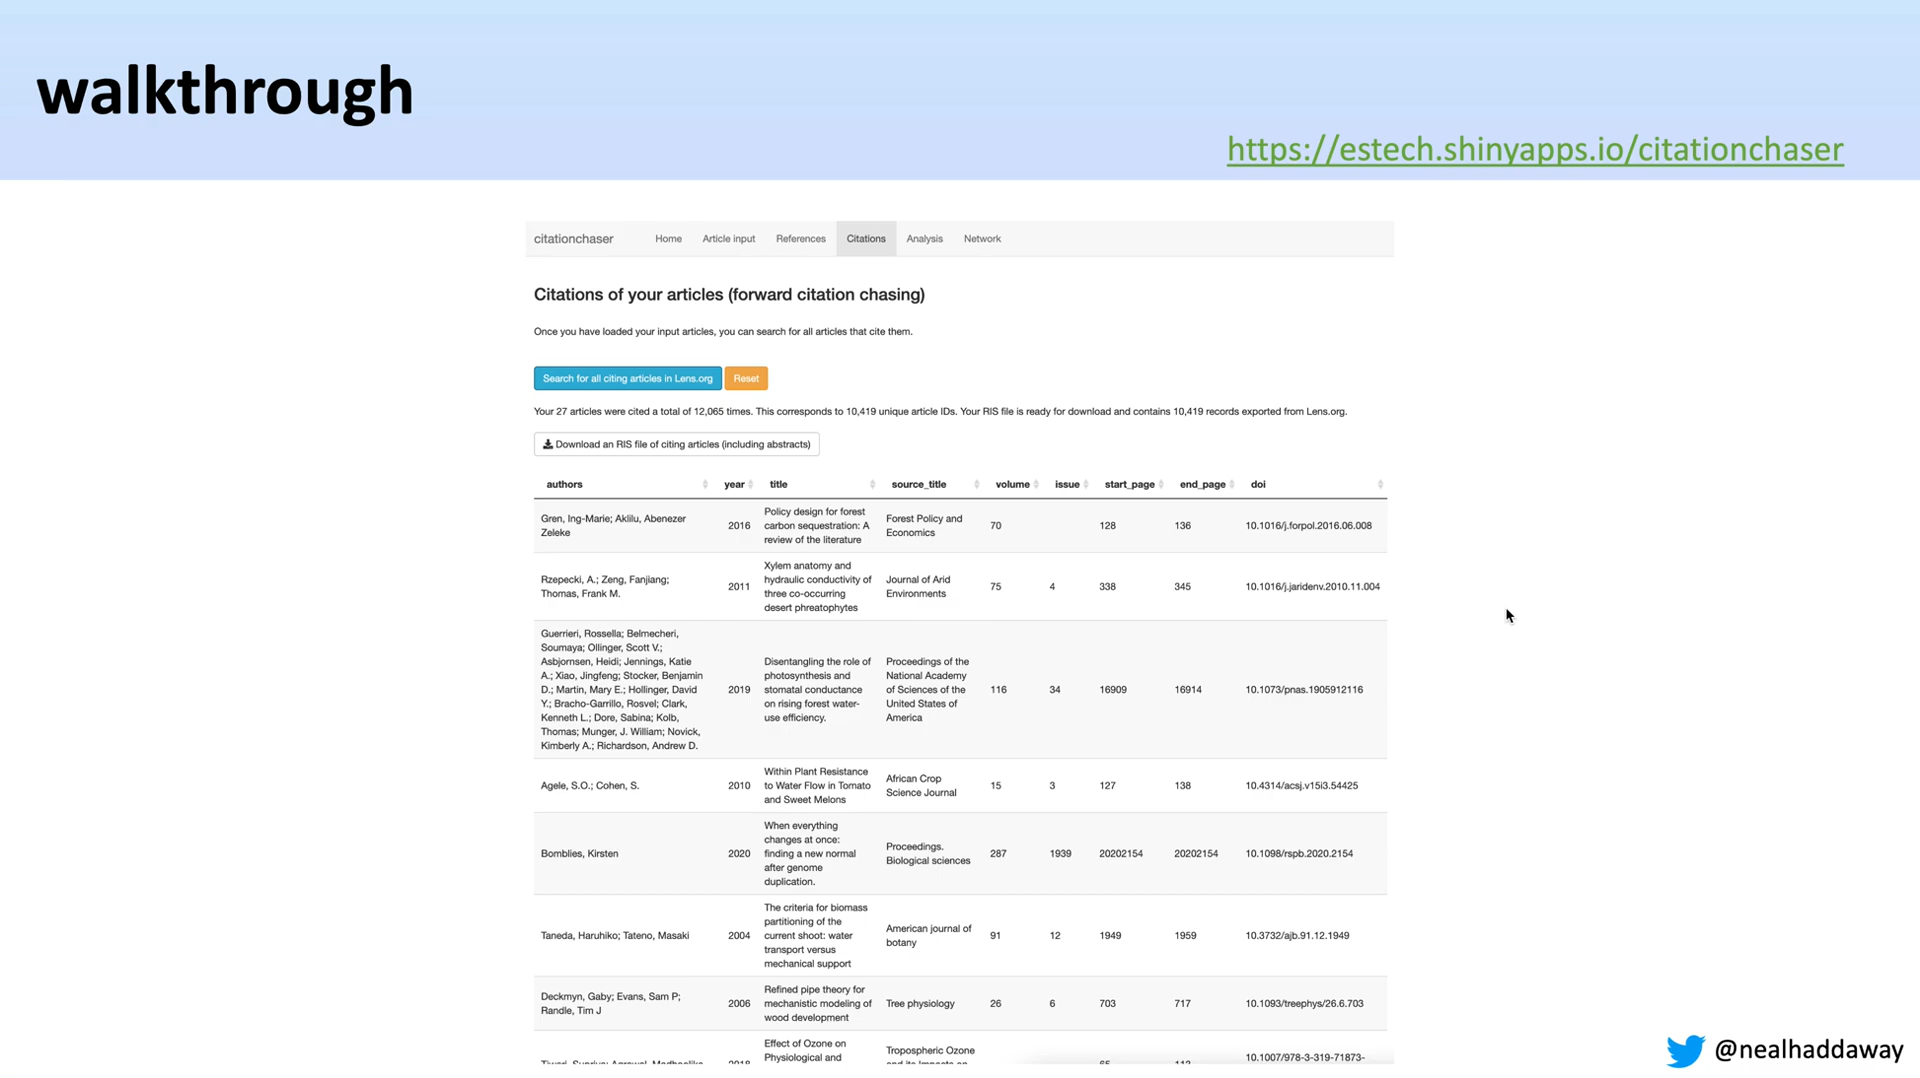 walkthrough
https://estech.shinyapps.io/citationchaser
citationchaser Home Article input References Citations Analysis Network
Citations of your articles (forward citation chasing)
Once you have loaded your input articles, you can search for all articles that cite them.
Search for all citing articles in Lens.org Reset
Your 27 articles were cited a total of 12,065 times. This corresponds to 10,419 unique article IDs. Your RIS file is ready for download and contains 10,419 records exported from Lens.org.
Download an RIS file of citing articles (including abstracts)
authors year title source_title volume issue start_page end_page doi
Gren, Ing-Marie; Aklilu, Abenezer
Zeleke
2016
Policy design for forest
carbon sequestration: A
review of the literature
Forest Policy and
Economics
70 128 136 10.1016/j.forpol.2016.06.008
Rzepecki, A.; Zeng, Fanjiang;
Thomas, Frank M.
2011
Xylem anatomy and
hydraulic conductivity of
three co-occurring
desert phreatophytes
Journal of Arid
Environments
75 4 338 345 10.1016/j.jaridenv.2010.11.004
Guerrieri, Rossella; Belmecheri,
Soumaya; Ollinger, Scott V.;
Asbjornsen, Heidi; Jennings, Katie
A.; Xiao, Jingfeng; Stocker, Benjamin
D.; Martin, Mary E.; Hollinger, David
Y.; Bracho-Garrillo, Rosvel; Clark,
Kenneth L.; Dore, Sabina; Kolb,
Thomas; Munger, J. William; Novick,
Kimberly A.; Richardson, Andrew D.
2019
Disentangling the role of
photosynthesis and
stomatal conductance
on rising forest water-
use efficiency.
Proceedings of the
National Academy
of Sciences of the
United States of
America
116 34 16909 16914 10.1073/pnas.1905912116
Agele, S.O.; Cohen, S.
2010
Within Plant Resistance
to Water Flow in Tomato
and Sweet Melons
African Crop
Science Journal
15 3 127 138 10.4314/acsj.v15i3.54425
Bomblies, Kirsten
2020
When everything
changes at once:
finding a new normal
after genome
duplication.
Proceedings.
Biological sciences
287 1939 20202154 20202154 10.1098/rspb.2020.2154
Taneda, Haruhiko; Tateno, Masaki
2004
The criteria for biomass
partitioning of the
current shoot: water
transport versus
mechanical support
American journal of
botany
91 12 1949 1959 10.3732/ajb.91.12.1949
Deckmyn, Gaby; Evans, Sam P;
Randle, Tim J
2006
Refined pipe theory for
mechanistic modeling of
wood development
Tree physiology
26 6 703 717 10.1093/treephys/26.6.703
Effect of Ozone on
Physiological and
Tropospheric Ozone
10.1007/978-3-319-71873-
@nealhaddaway